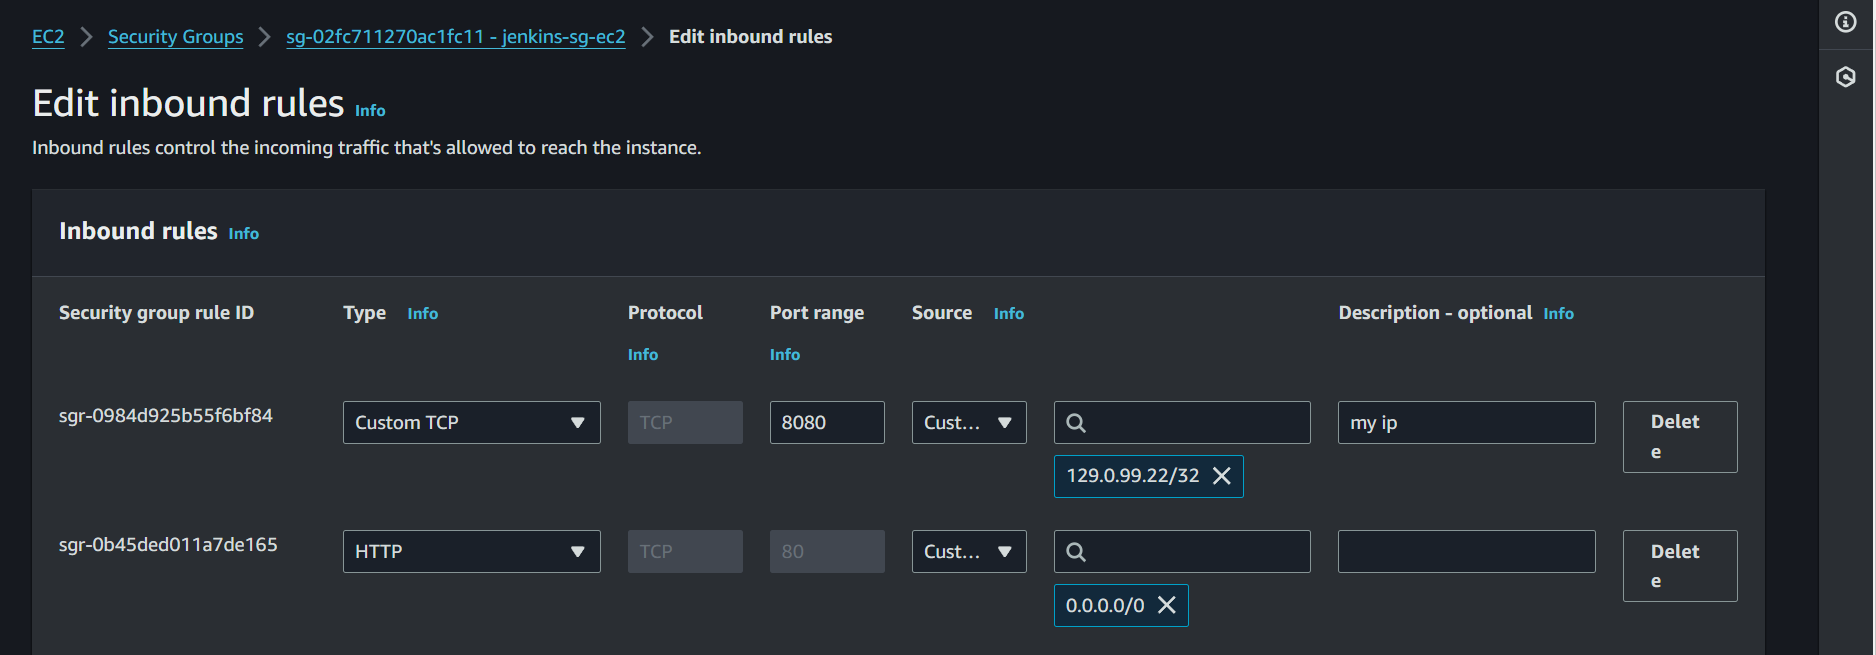 EC2 > Security Groups > sg-02fc711270ac1fc11 - jenkins-sg-ec2 > Edit inbound rules
Edit inbound rules Info
Inbound rules control the incoming traffic that's allowed to reach the instance.
Inbound rules Info
Security group rule ID Type Info Protocol Port range Source Info Description - optional Info
Info Info
sgr-0984d925b55f6bf84 Custom TCP TCP 8080 Cust... my ip Delet
e
129.0.99.22/32
sgr-0b45ded011a7de165 HTTP TCP 80 Cust... Delet
e
0.0.0.0/0